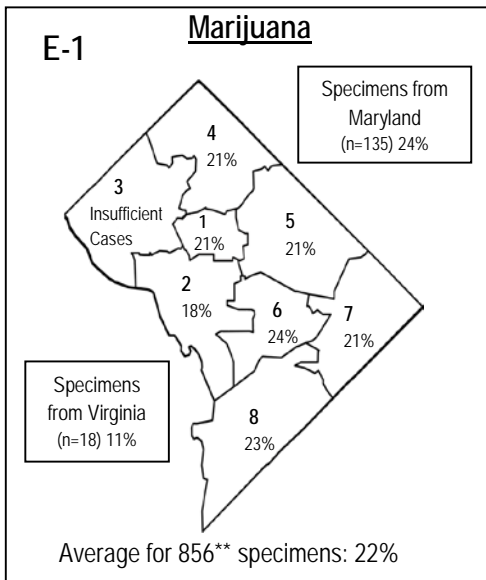 Marijuana
E-1
Specimens from
Maryland
(n=135) 24%
4
21%
3
Insufficient
Cases
1
21%
5
21%
2
18%
6
24%
7
21%
Specimens
from Virginia
(n=18) 11%
8
23%
Average for 856** specimens: 22%